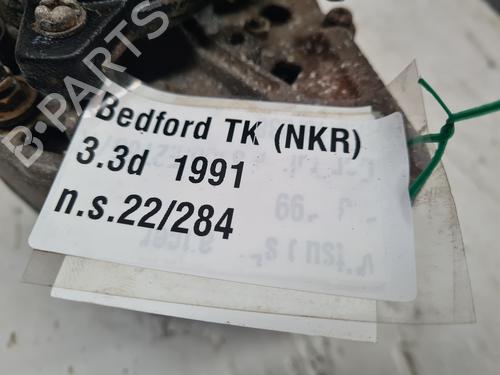 B-PARTS
Bedford TK (NKR)
3.3d 1991
n.s.22/284